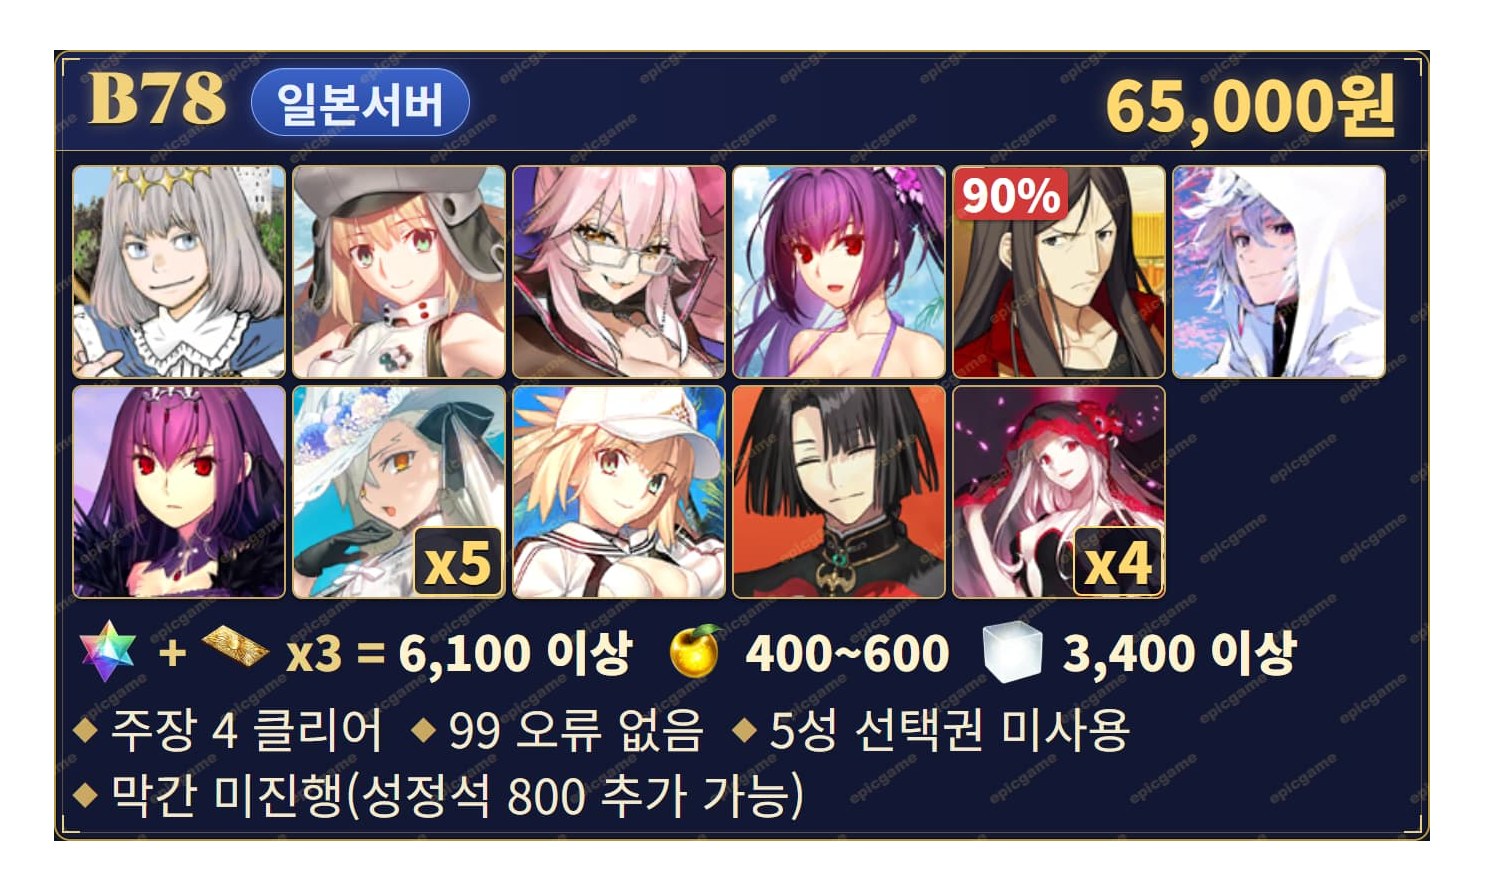 B78 일본서버 65,000원
90%
x5 x4
+ x3 = 6,100 이상 400~600 3,400 이상
◆ 주장 4 클리어 ◆ 99 오류 없음 ◆ 5성 선택권 미사용
◆ 막간 미진행(성정석 800 추가 가능)
epicgame